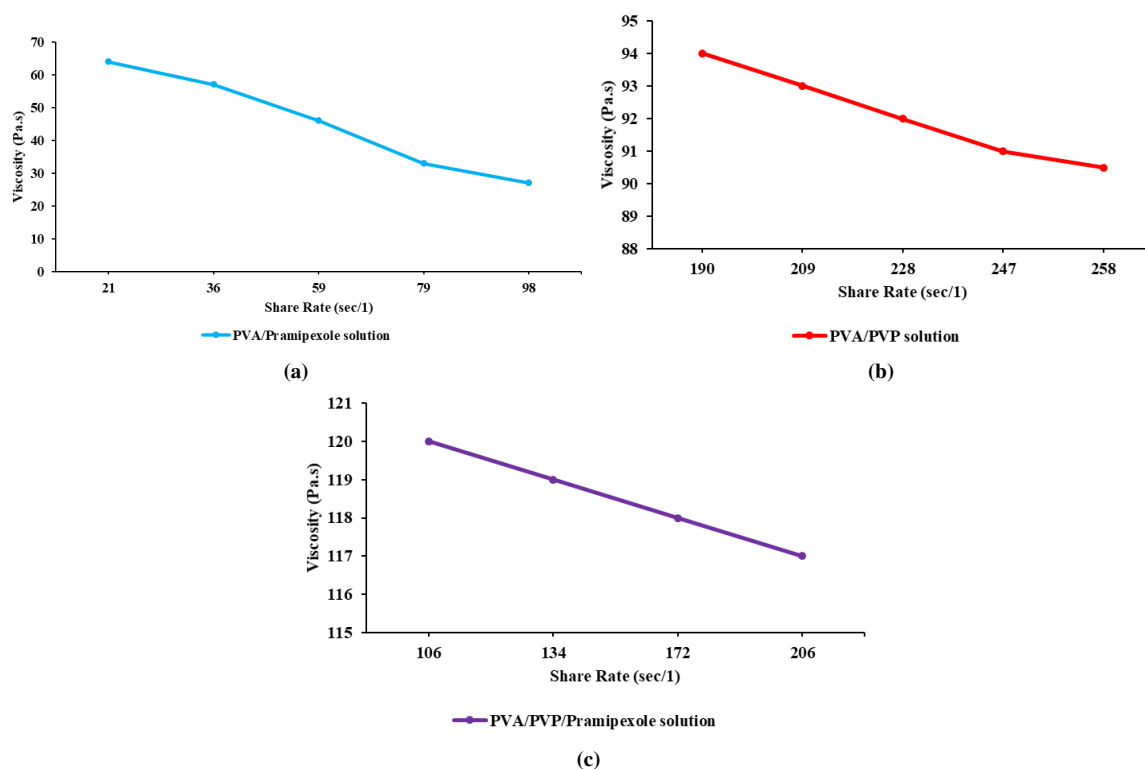 70
60
50
40
30
20
10
0
Viscosity (Pa.s)
21 36 59 79 98
Share Rate (sec/1)
PVA/Pramipexole solution
(a)
95
94
93
92
91
90
89
88
Viscosity (Pa.s)
190 209 228 247 258
Share Rate (sec/1)
PVA/PVP solution
(b)
121
120
119
118
117
116
115
Viscosity (Pa.s)
106 134 172 206
Share Rate (sec/1)
PVA/PVP/Pramipexole solution
(c)